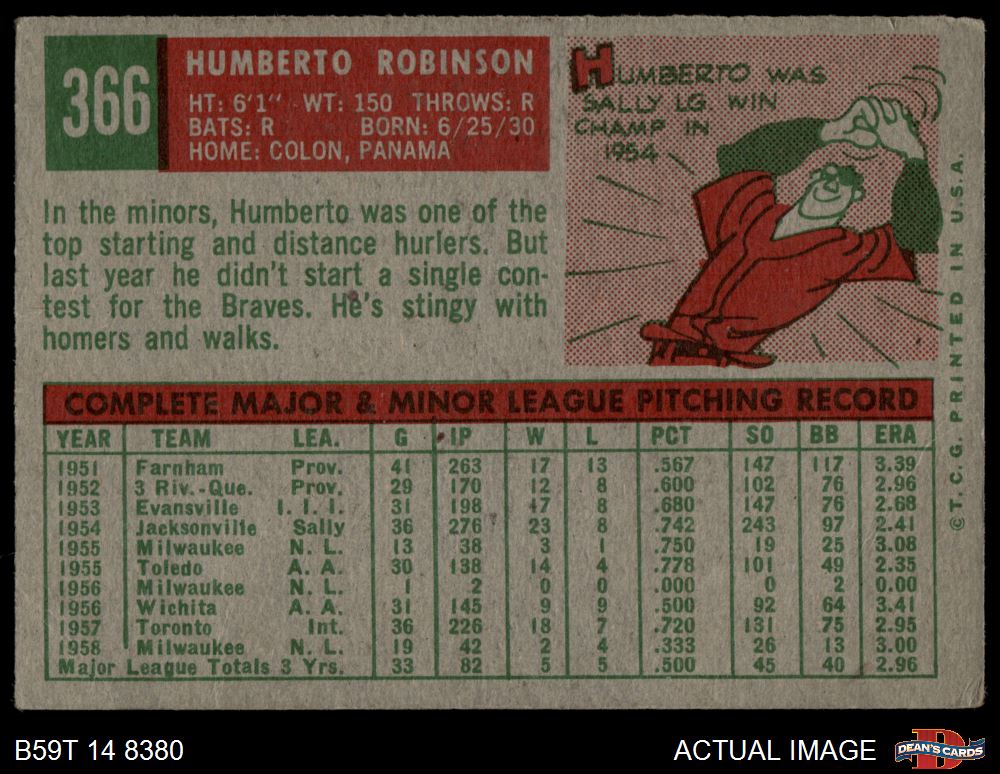 366
HUMBERTO ROBINSON
HT: 6'1" WT: 150 THROWS: R
BATS: R BORN: 6/25/30
HOME: COLON, PANAMA
In the minors, Humberto was one of the
top starting and distance hurlers. But
last year he didn't start a single con-
test for the Braves. He's stingy with
homers and walks.
HUMBERTO WAS
SALLY LG WIN
CHAMP IN
1954
COMPLETE MAJOR & MINOR LEAGUE PITCHING RECORD
YEAR TEAM LEA. G IP W L PCT SO BB ERA
1951 Farnham Prov. 41 263 17 13 .567 147 117 3.39
1952 3 Riv.-Que. Prov. 29 170 12 8 .600 102 76 2.96
1953 Evansville I. I. I. 31 198 17 8 .680 147 76 2.68
1954 Jacksonville Sally 36 276 23 8 .742 243 97 2.41
1955 Milwaukee N. L. 13 38 3 1 .750 19 25 3.08
1955 Toledo A. A. 30 138 14 4 .778 101 49 2.35
1956 Milwaukee N. L. 1 2 0 0 .000 0 2 0.00
1956 Wichita A. A. 31 145 9 9 .500 92 64 3.41
1957 Toronto Int. 36 226 18 7 .720 131 75 2.95
1958 Milwaukee N. L. 19 42 2 4 .333 26 13 3.00
Major League Totals 3 Yrs. 33 82 5 5 .500 45 40 2.96
© T. C. G. PRINTED IN U.S.A.
B59T 14 8380
ACTUAL IMAGE
D
DEAN'S CARDS